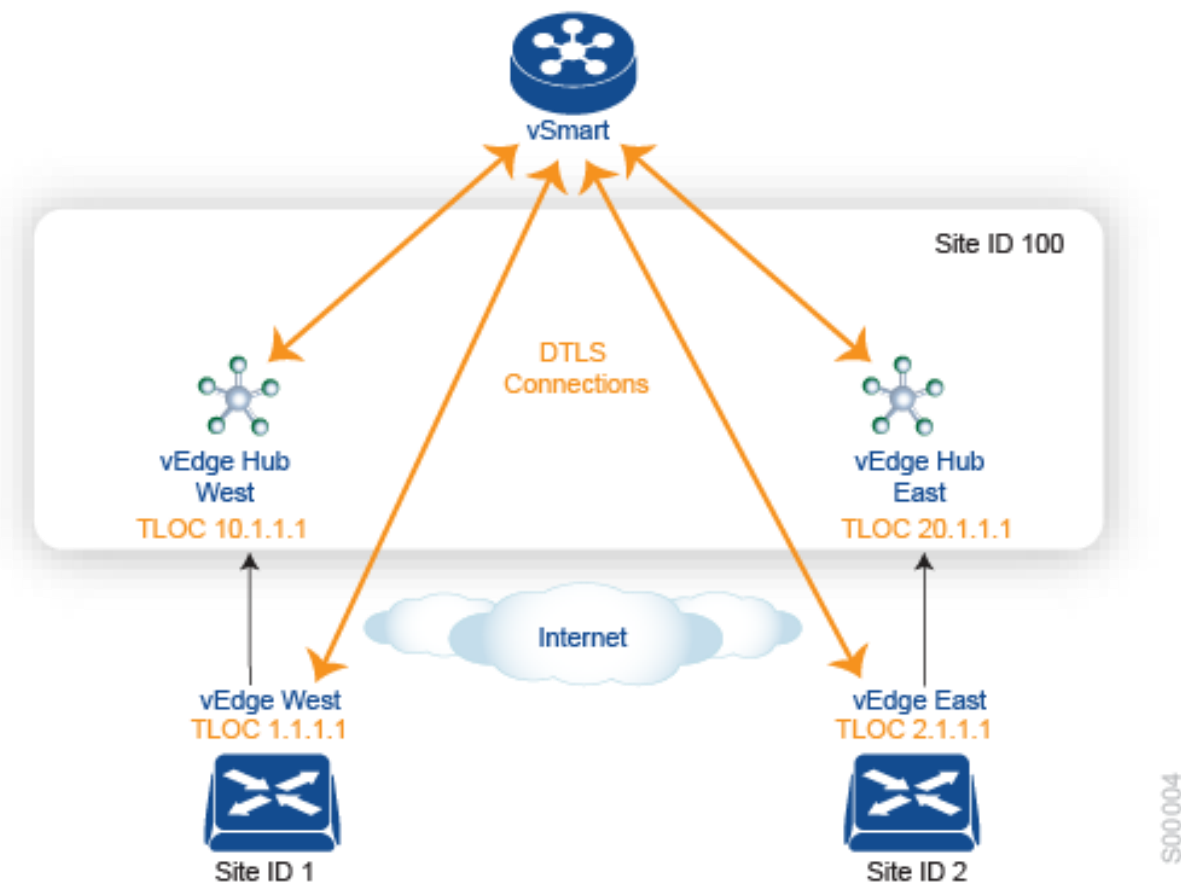 vSmart
Site ID 100
DTLS
Connections
vEdge Hub
West
TLOC 10.1.1.1
vEdge Hub
East
TLOC 20.1.1.1
Internet
vEdge West
TLOC 1.1.1.1
vEdge East
TLOC 2.1.1.1
Site ID 1
Site ID 2
S00004